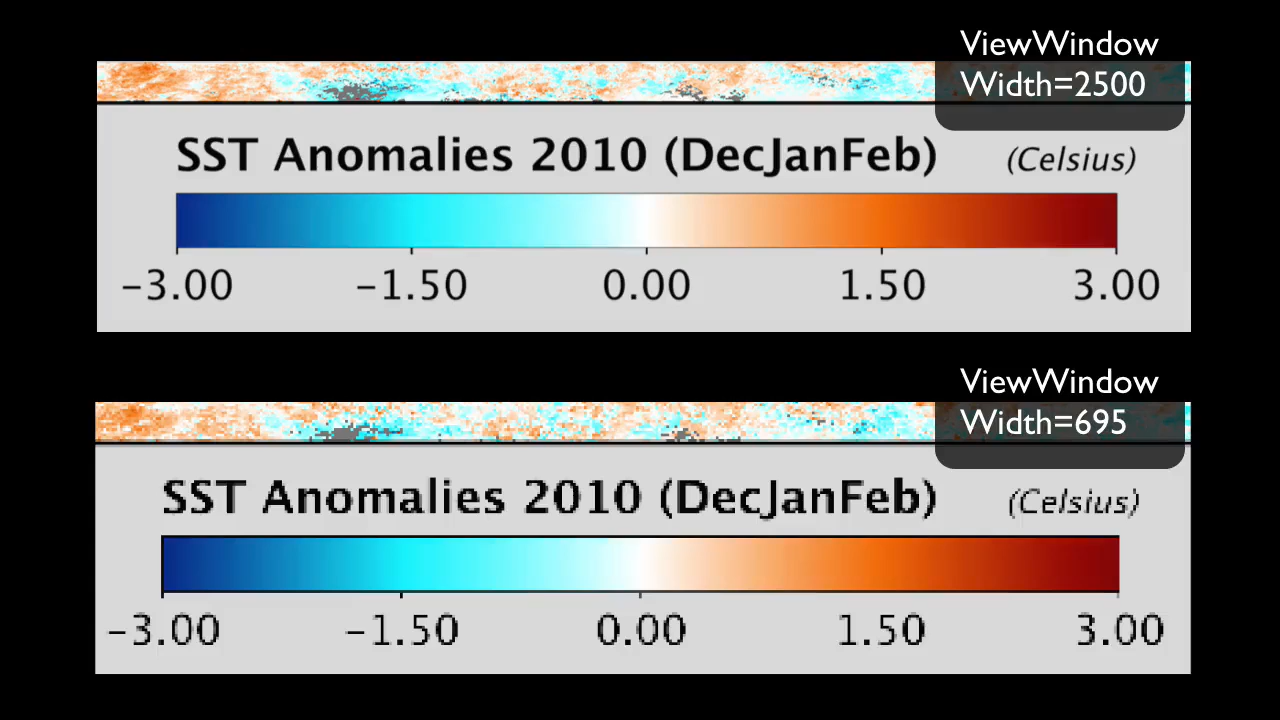 ViewWindow
Width=2500
SST Anomalies 2010 (DecJanFeb) (Celsius)
−3.00 −1.50 0.00 1.50 3.00
ViewWindow
Width=695
SST Anomalies 2010 (DecJanFeb) (Celsius)
−3.00 −1.50 0.00 1.50 3.00